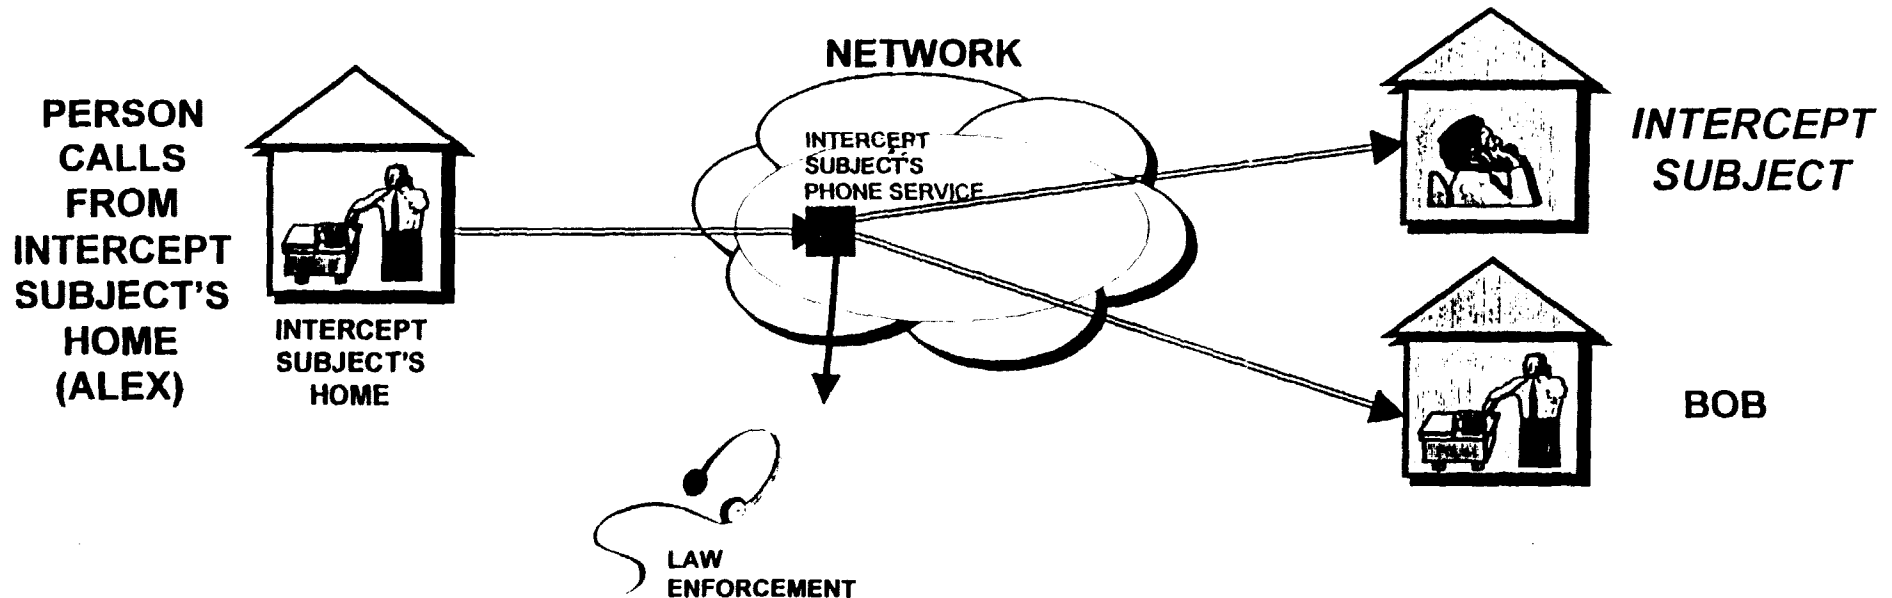 NETWORK
PERSON
CALLS
FROM
INTERCEPT
SUBJECT'S
HOME
(ALEX)
INTERCEPT
SUBJECT'S
HOME
INTERCEPT
SUBJECT'S
PHONE SERVICE
INTERCEPT
SUBJECT
BOB
LAW
ENFORCEMENT